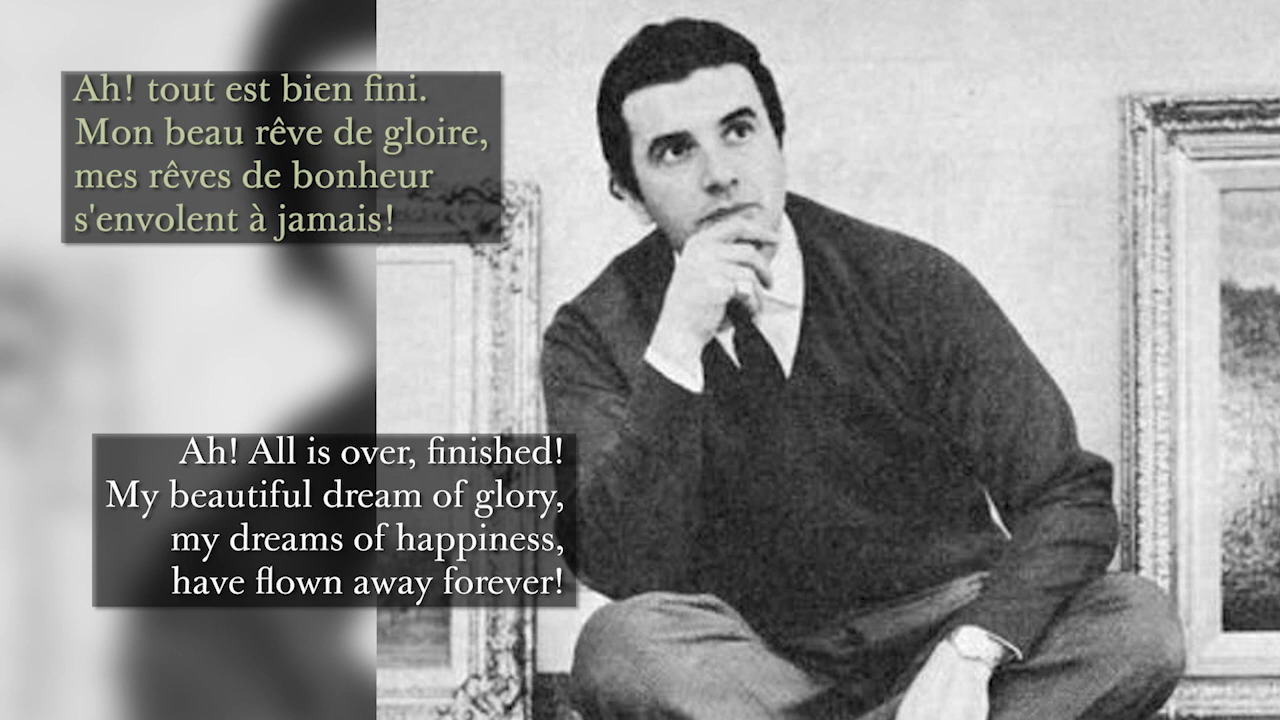 Ah! tout est bien fini.
Mon beau rêve de gloire,
mes rêves de bonheur
s'envolent à jamais!
Ah! All is over, finished!
My beautiful dream of glory,
my dreams of happiness,
have flown away forever!